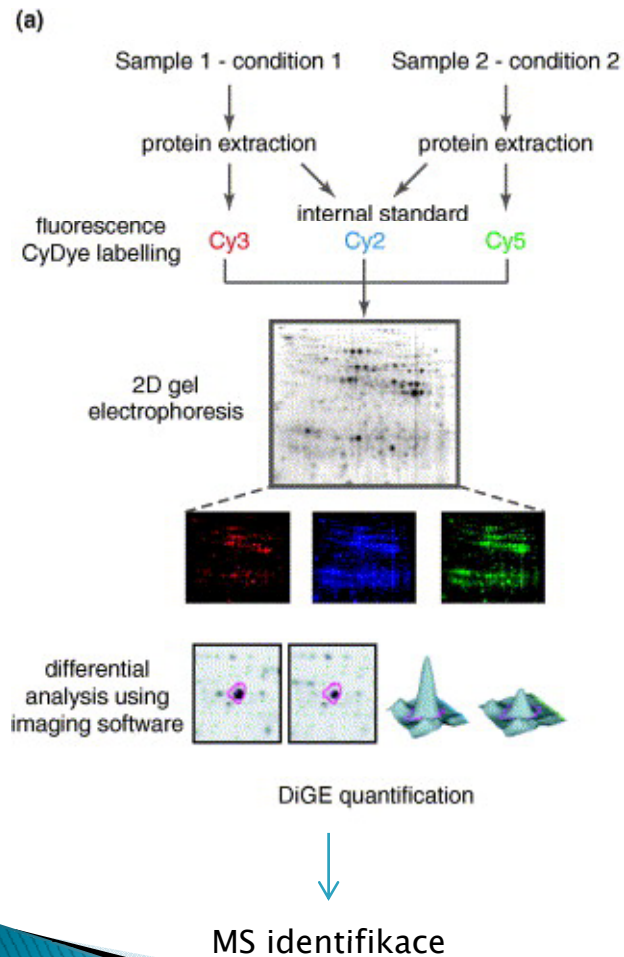 (a)
Sample 1 - condition 1 Sample 2 - condition 2
protein extraction protein extraction
internal standard
fluorescence
CyDye labelling
Cy3 Cy2 Cy5
2D gel
electrophoresis
differential
analysis using
imaging software
DiGE quantification
MS identifikace